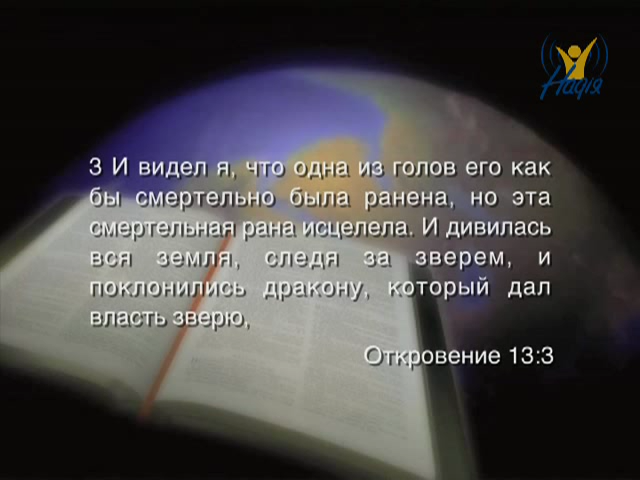 Надія
3 И видел я, что одна из голов его как
бы смертельно была ранена, но эта
смертельная рана исцелела. И дивилась
вся земля, следя за зверем, и
поклонились дракону, который дал
власть зверю,
Откровение 13:3